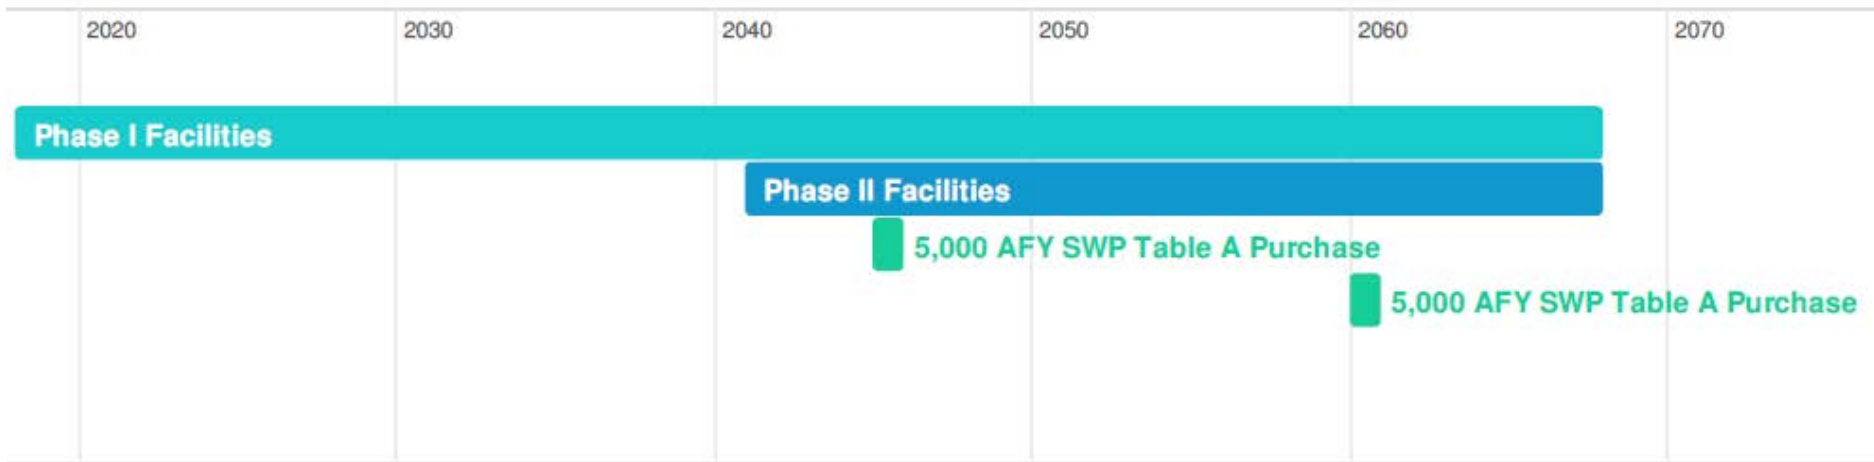 2020 2030 2040 2050 2060 2070
Phase I Facilities
Phase II Facilities
5,000 AFY SWP Table A Purchase
5,000 AFY SWP Table A Purchase